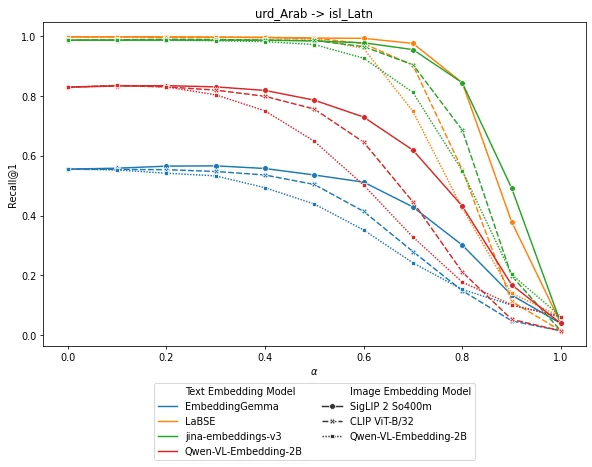 urd_Arab -> isl_Latn
1.0
0.8
0.6
0.4
0.2
0.0
Recall@1
0.0 0.2 0.4 0.6 0.8 1.0
α
Text Embedding Model Image Embedding Model
EmbeddingGemma SigLIP 2 So400m
LaBSE CLIP ViT-B/32
jina-embeddings-v3 Qwen-VL-Embedding-2B
Qwen-VL-Embedding-2B